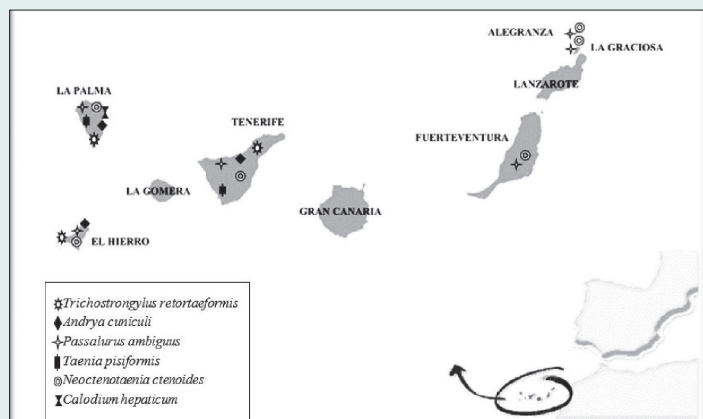 ALEGRANZA
LA GRACIOSA
LANZAROTE
LA PALMA
TENERIFE
FUERTEVENTURA
LA GOMERA
GRAN CANARIA
EL HIERRO
Trichostrongylus retortaeformis
Andrya cuniculi
Passalurus ambiguus
Taenia pisiformis
Neoctenotaenia ctenoides
Calodium hepaticum